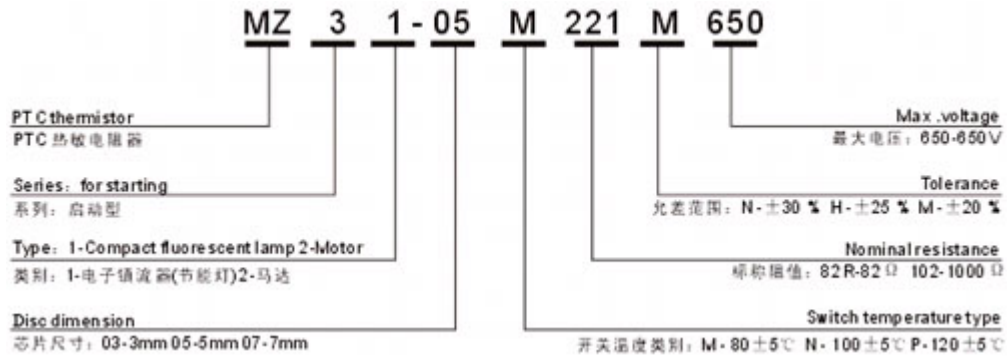 MZ 3 1-05 M 221 M 650
PTC thermistor
PTC 热敏电阻器
Series: for starting
系列: 启动型
Type: 1-Compact fluorescent lamp 2-Motor
类别: 1-电子镇流器(节能灯)2-马达
Disc dimension
芯片尺寸: 03-3mm 05-5mm 07-7mm
Max .voltage
最大电压: 650-650V
Tolerance
允差范围: N-±30 % H-±25 % M-±20 %
Nominal resistance
标称阻值: 82R-82Ω 102-1000 Ω
Switch temperature type
开关温度类别: M-80±5℃ N-100±5℃ P-120±5℃